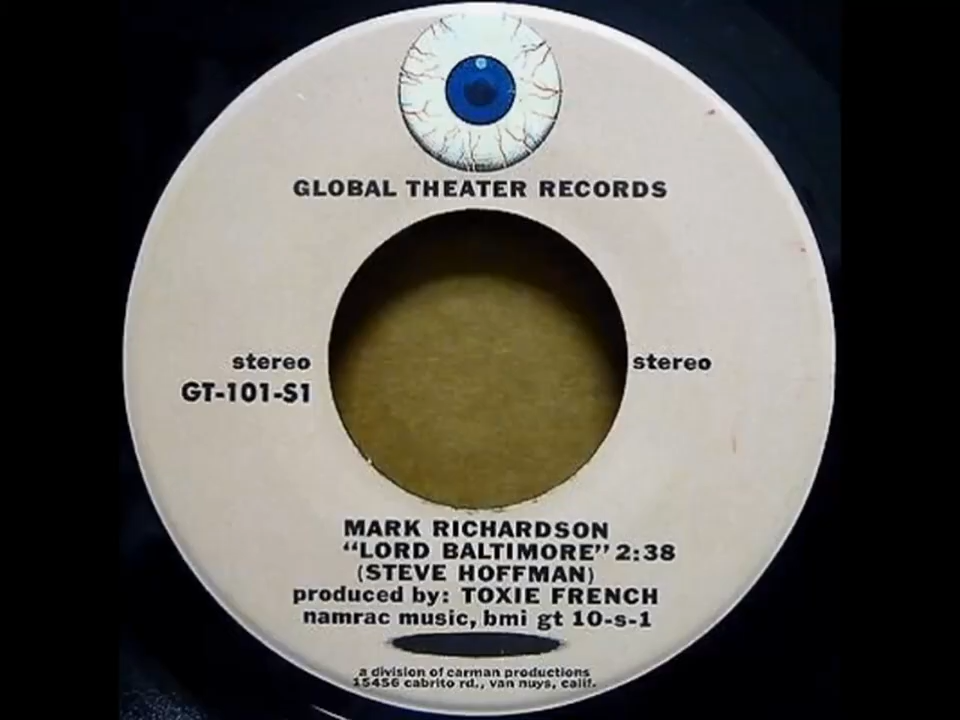 GLOBAL THEATER RECORDS
stereo stereo
GT-101-S1
MARK RICHARDSON
"LORD BALTIMORE" 2:38
(STEVE HOFFMAN)
produced by: TOXIE FRENCH
namrac music, bmi gt 10-s-1
a division of carman productions
15456 cabrito rd., van nuys, calif.